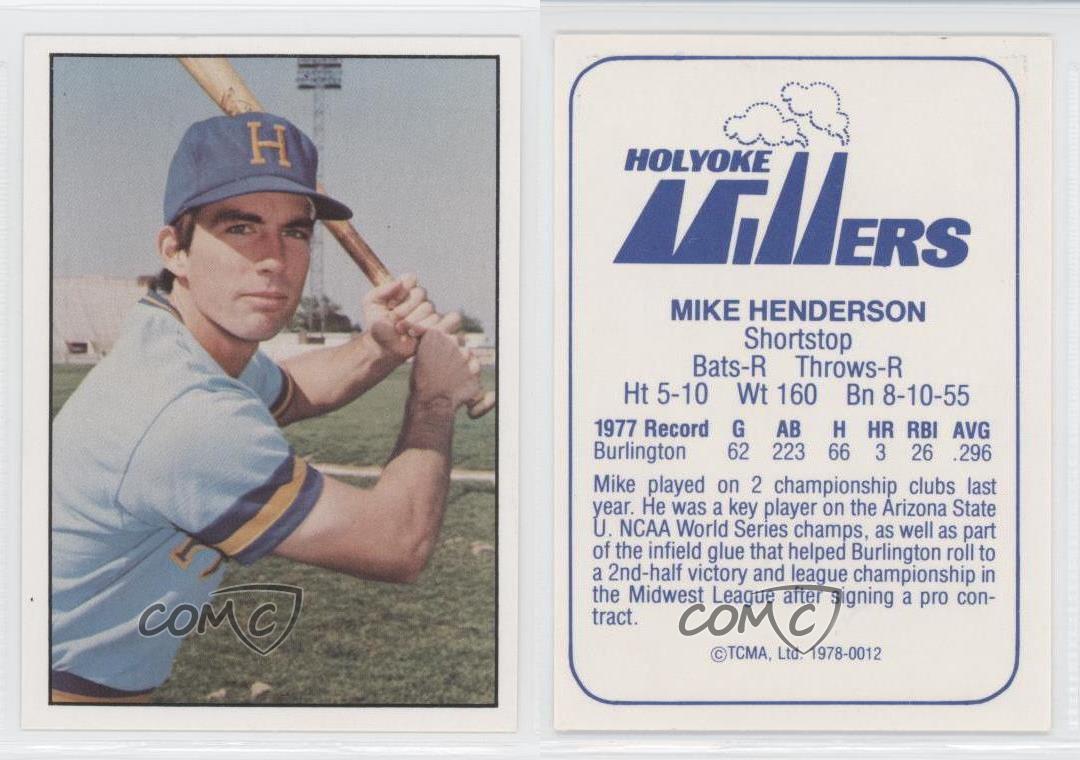 H
5
COMC
HOLYOKE
MiLLERS
MIKE HENDERSON
Shortstop
Bats-R Throws-R
Ht 5-10 Wt 160 Bn 8-10-55
1977 Record G AB H HR RBI AVG
Burlington 62 223 66 3 26 .296
Mike played on 2 championship clubs last
year. He was a key player on the Arizona State
U. NCAA World Series champs, as well as part
of the infield glue that helped Burlington roll to
a 2nd-half victory and league championship in
the Midwest League after signing a pro con-
tract.
COMC
©TCMA, Ltd. 1978-0012